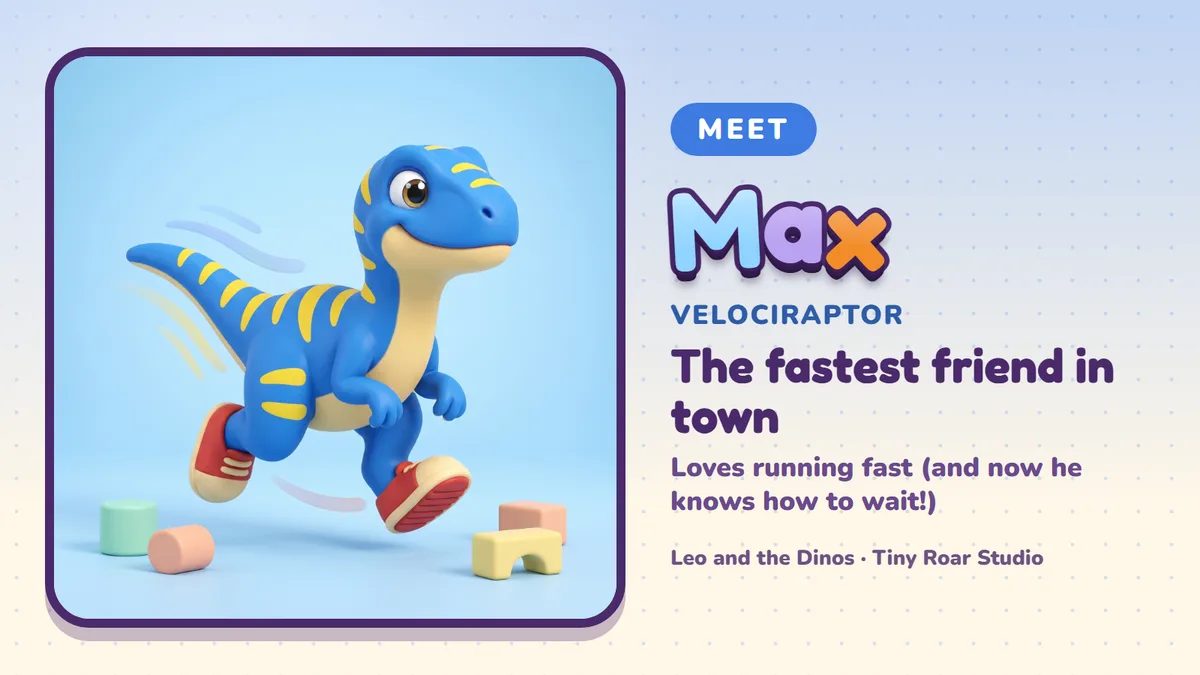 MEET
Max
VELOCIRAPTOR
The fastest friend in
town
Loves running fast (and now he
knows how to wait!)
Leo and the Dinos · Tiny Roar Studio